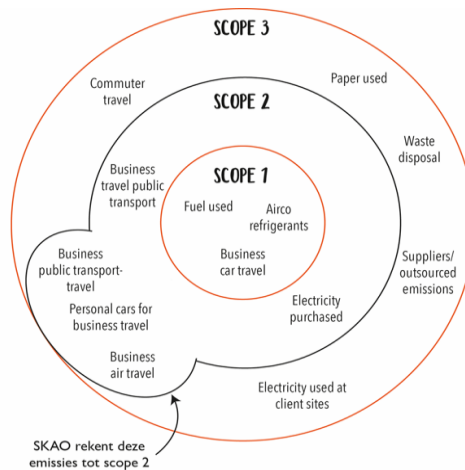 SCOPE 3
Commuter
travel
Paper used
SCOPE 2
Waste
disposal
Business
travel public
transport
SCOPE 1
Fuel used
Airco
refrigerants
Business
car travel
Business
public transport-
travel
Suppliers/
outsourced
emissions
Personal cars for
business travel
Electricity
purchased
Business
air travel
Electricity used at
client sites
SKAO rekent deze
emissies tot scope 2